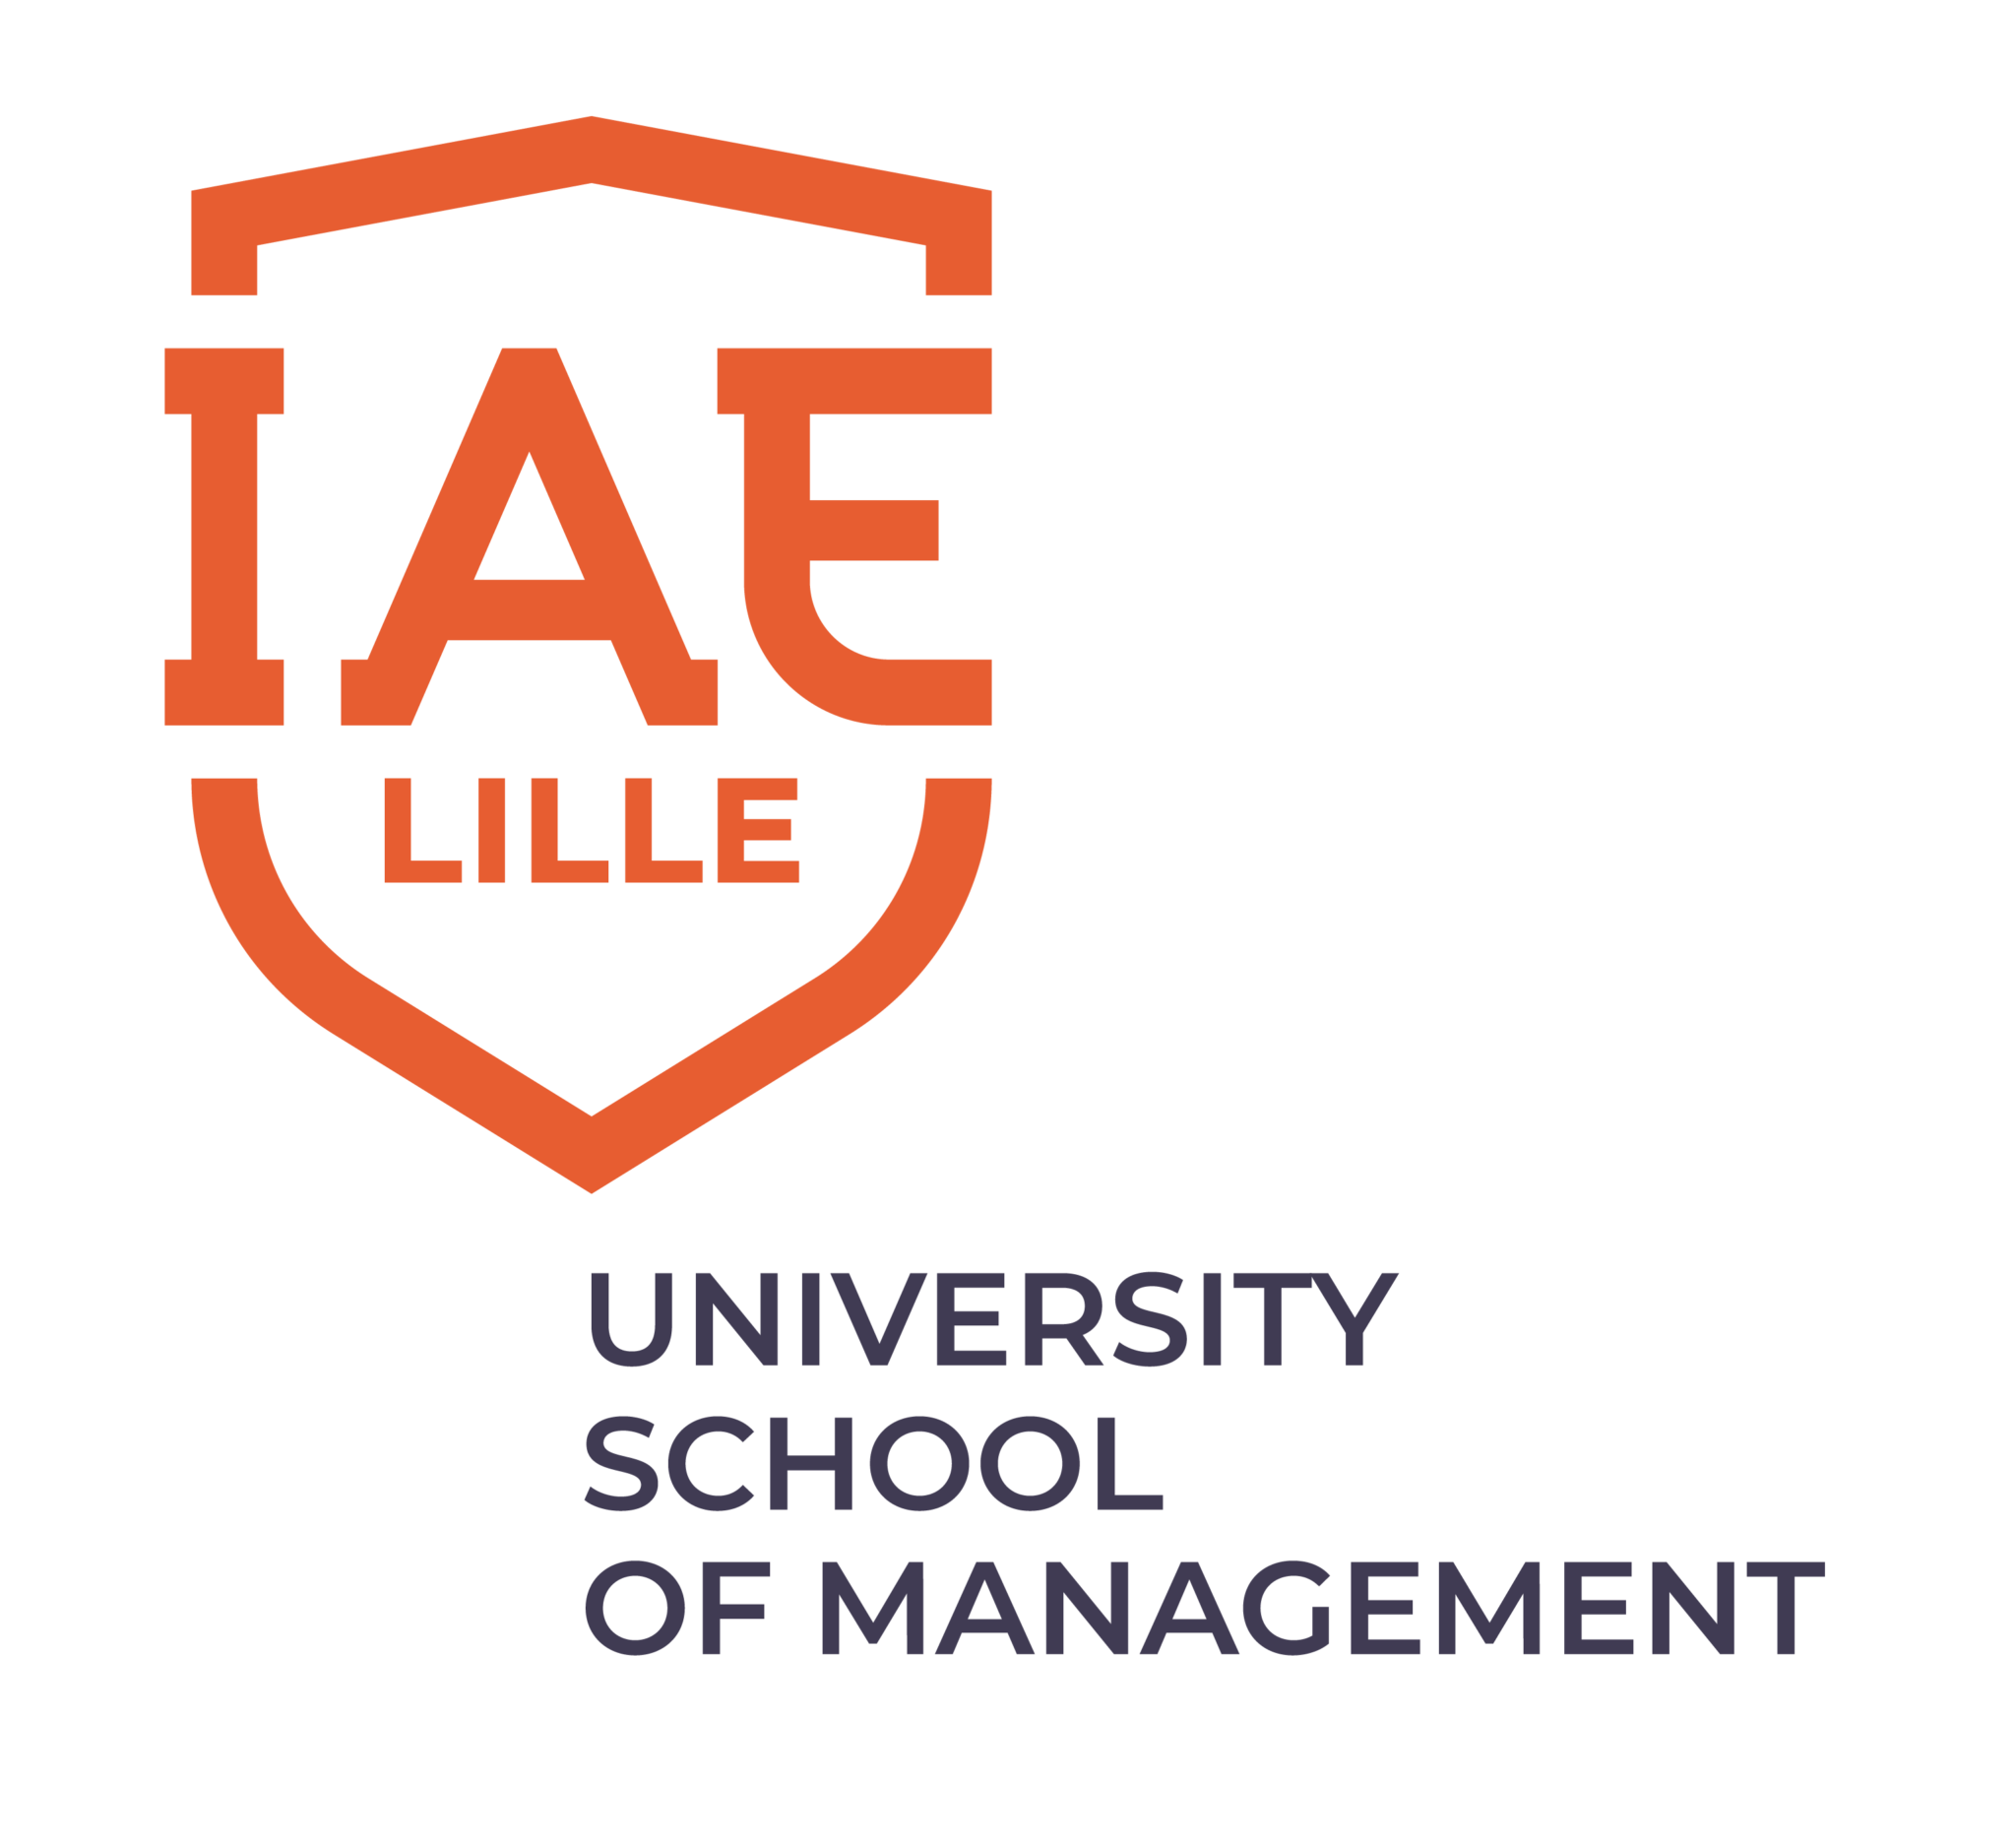 IAE
LILLE
UNIVERSITY
SCHOOL
OF MANAGEMENT